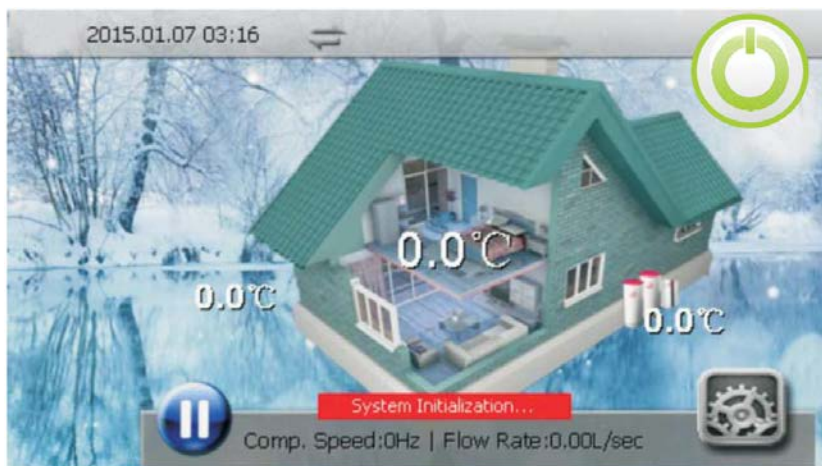 2015.01.07 03:16
0.0℃
0.0℃
0.0℃
System Initialization...
Comp. Speed:0Hz | Flow Rate:0.00L/sec